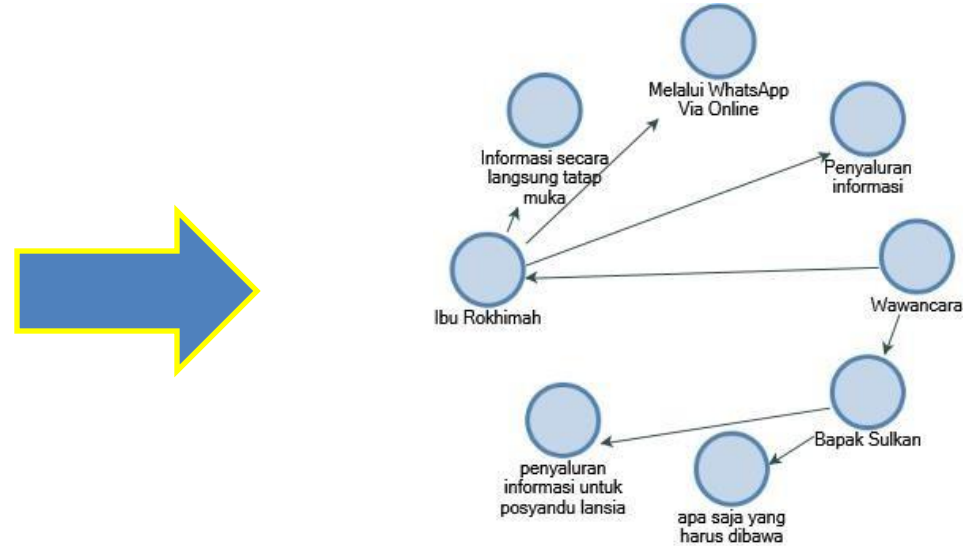 Melalui WhatsApp
Via Online
Informasi secara
langsung tatap
muka
Penyaluran
informasi
Ibu Rokhimah
Wawancara
Bapak Sulkan
penyaluran
informasi untuk
posyandu lansia
apa saja yang
harus dibawa